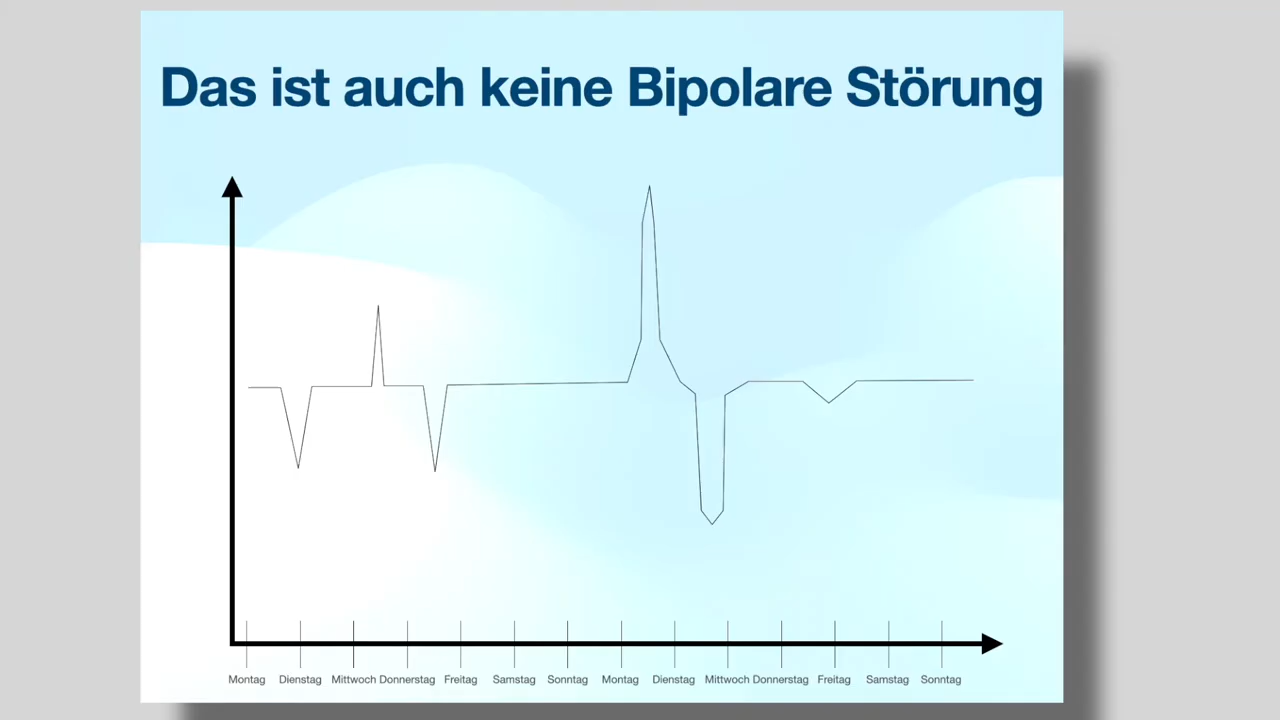 Das ist auch keine Bipolare Störung
Montag Dienstag Mittwoch Donnerstag Freitag Samstag Sonntag Montag Dienstag Mittwoch Donnerstag Freitag Samstag Sonntag